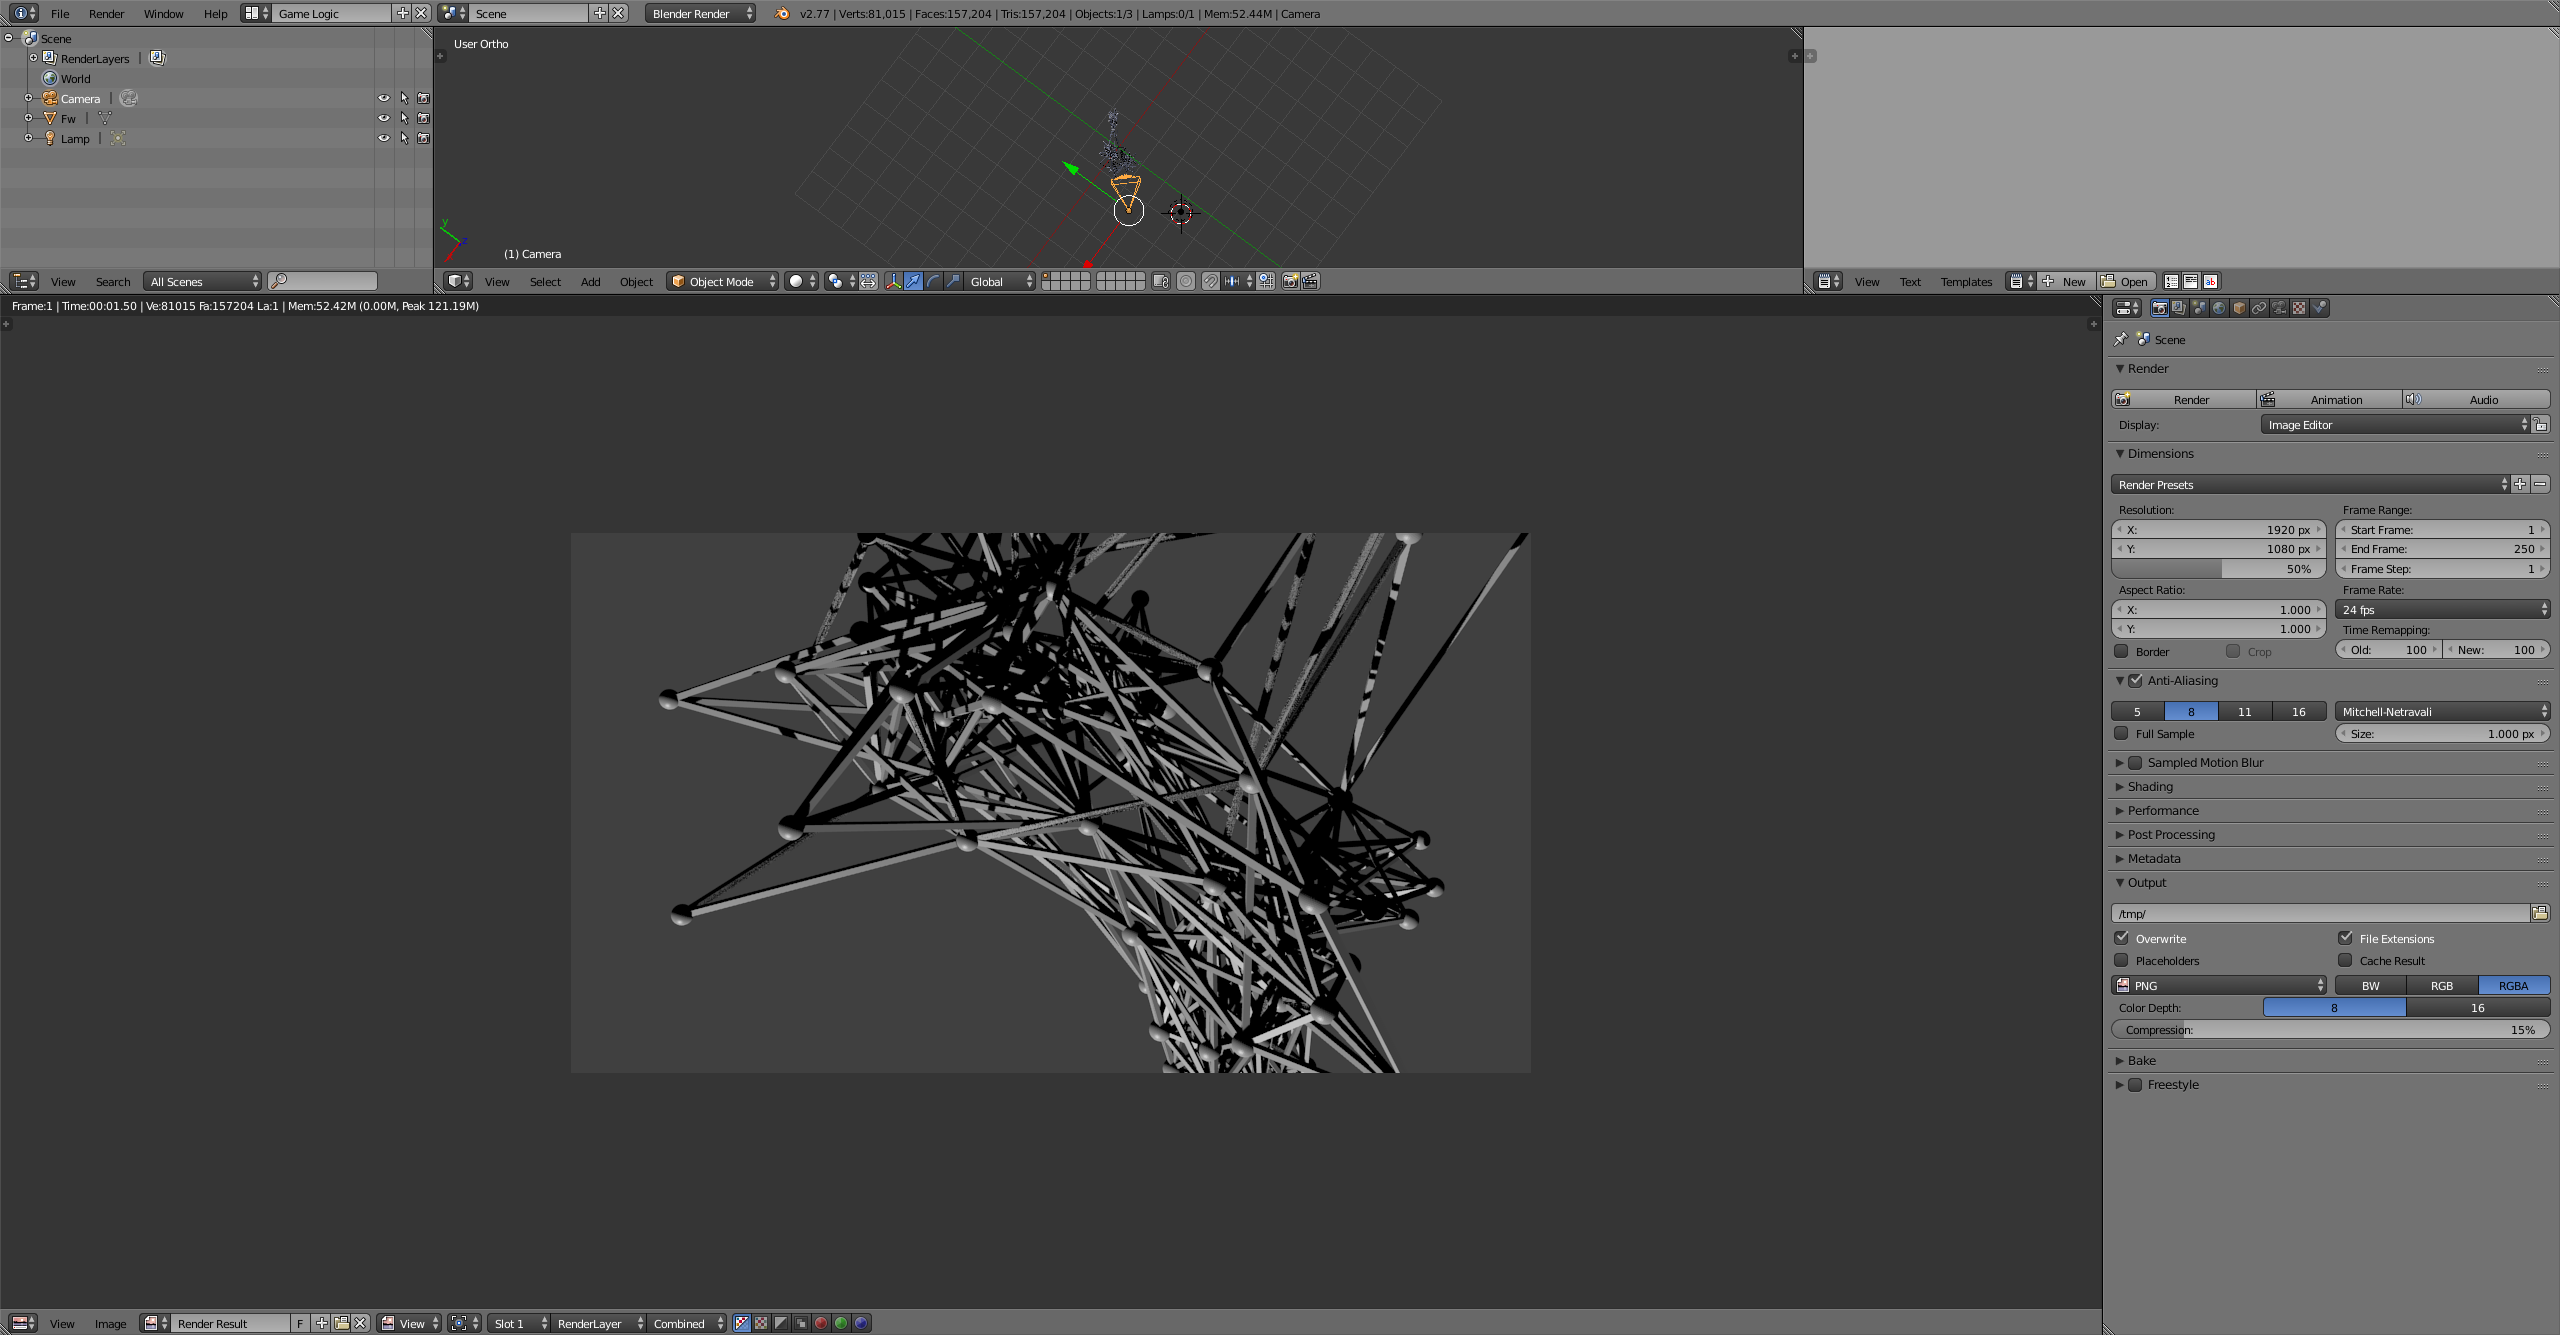 File Render Window Help Game Logic Scene Blender Render v2.77 | Verts:81,015 | Faces:157,204 | Tris:157,204 | Objects:1/3 | Lamps:0/1 | Mem:52.44M | Camera
Scene
RenderLayers |
World
Camera |
Fw |
Lamp |
View Search All Scenes
User Ortho
y
z
(1) Camera
View Select Add Object Object Mode Global
View Text Templates New Open
Frame:1 | Time:00:01.50 | Ve:81015 Fa:157204 La:1 | Mem:52.42M (0.00M, Peak 121.19M)
Scene
Render
Render Animation Audio
Display: Image Editor
Dimensions
Render Presets
Resolution: Frame Range:
X: 1920 px Start Frame: 1
Y: 1080 px End Frame: 250
50% Frame Step: 1
Aspect Ratio: Frame Rate:
X: 1.000 24 fps
Y: 1.000 Time Remapping:
Border Crop Old: 100 New: 100
Anti-Aliasing
5 8 11 16 Mitchell-Netravali
Full Sample Size: 1.000 px
Sampled Motion Blur
Shading
Performance
Post Processing
Metadata
Output
/tmp/
Overwrite File Extensions
Placeholders Cache Result
PNG BW RGB RGBA
Color Depth: 8 16
Compression: 15%
Bake
Freestyle
View Image Render Result F View Slot 1 RenderLayer Combined